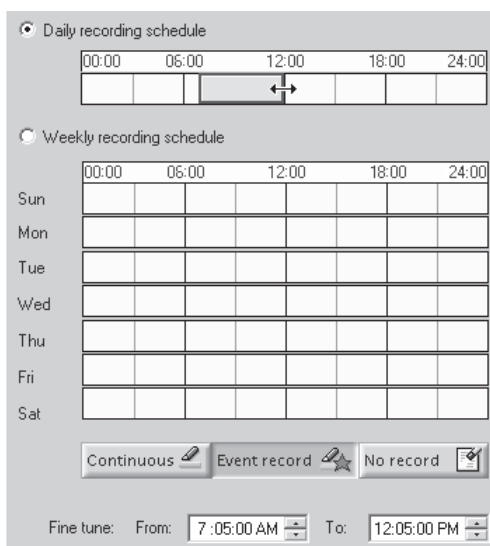 Daily recording schedule
00:00 06:00 12:00 18:00 24:00
Weekly recording schedule
00:00 06:00 12:00 18:00 24:00
Sun
Mon
Tue
Wed
Thu
Fri
Sat
Continuous Event record No record
Fine tune: From: 7 :05:00 AM To: 12:05:00 PM